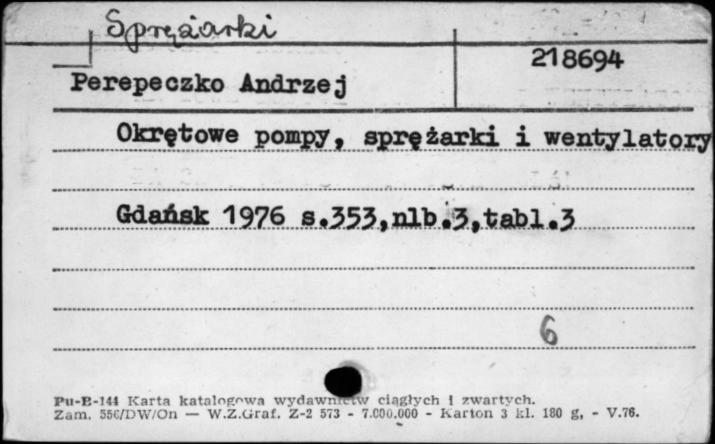 Sprężarki
218694
Perepeczko Andrzej
Okrętowe pompy, sprężarki i wentylatory
Gdańsk 1976 s.353,nlb.3,tabl.3
6
Pu-B-144 Karta katalogowa wydawnictw ciągłych i zwartych.
Zam. 556/DW/On — W.Z.Graf. Z-2 573 - 7.000.000 - Karton 3 kl. 180 g, - V.76.